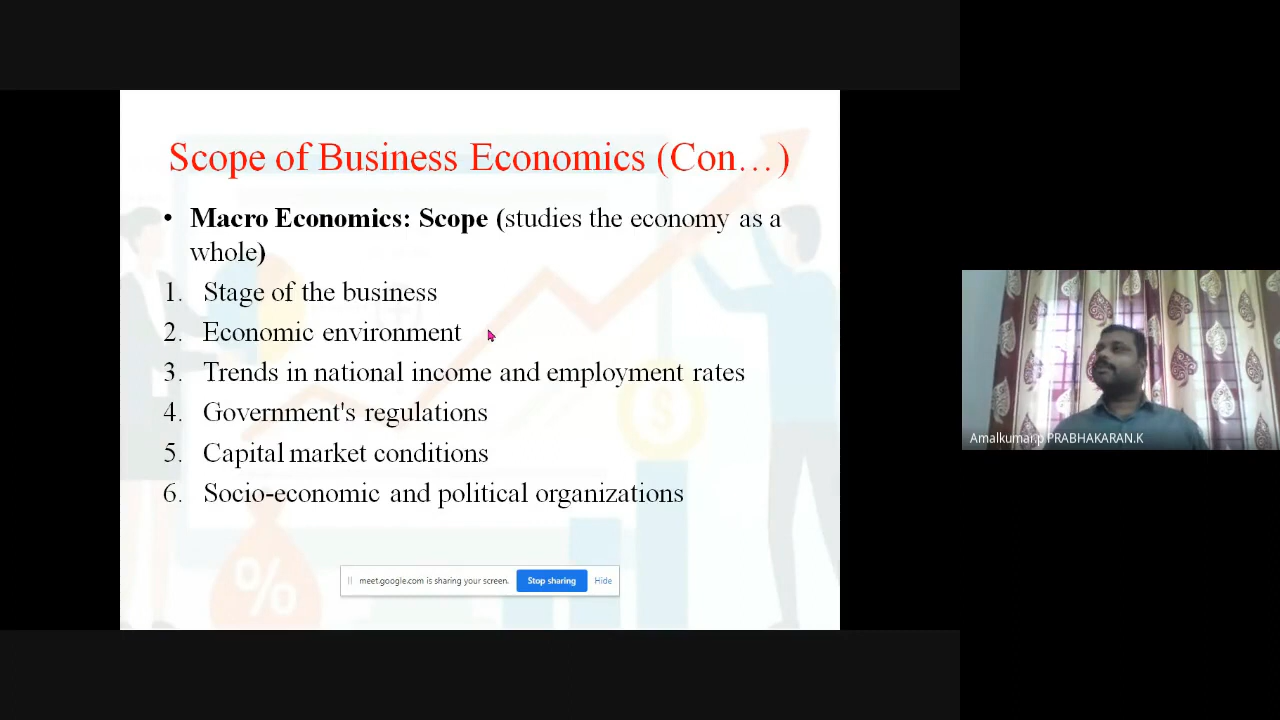 Scope of Business Economics (Con…)
• Macro Economics: Scope (studies the economy as a
whole)
1. Stage of the business
2. Economic environment
3. Trends in national income and employment rates
4. Government's regulations
5. Capital market conditions
6. Socio-economic and political organizations
$
%
meet.google.com is sharing your screen. Stop sharing Hide
Amalkumar.p PRABHAKARAN.K